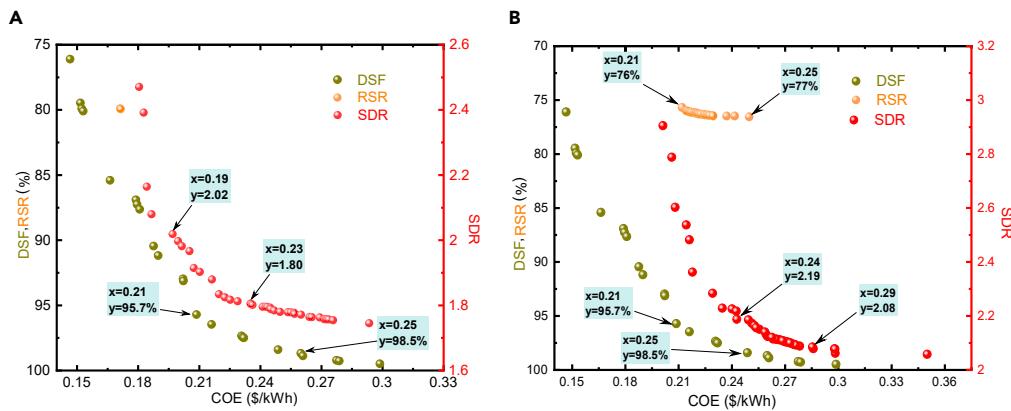 A
75
80
85
90
95
100
DSF, RSR (%)
0.15
0.18
0.21
0.24
0.27
0.3
0.33
COE ($/kWh)
2.6
2.4
2.2
2
1.8
1.6
SDR
DSF
RSR
SDR
x=0.19
y=2.02
x=0.23
y=1.80
x=0.21
y=95.7%
x=0.25
y=98.5%
B
70
75
80
85
90
95
100
DSF, RSR (%)
0.15
0.18
0.21
0.24
0.27
0.3
0.33
0.36
COE ($/kWh)
3.2
3
2.8
2.6
2.4
2.2
2
SDR
DSF
RSR
SDR
x=0.21
y=76%
x=0.25
y=77%
x=0.24
y=2.19
x=0.29
y=2.08
x=0.21
y=95.7%
x=0.25
y=98.5%